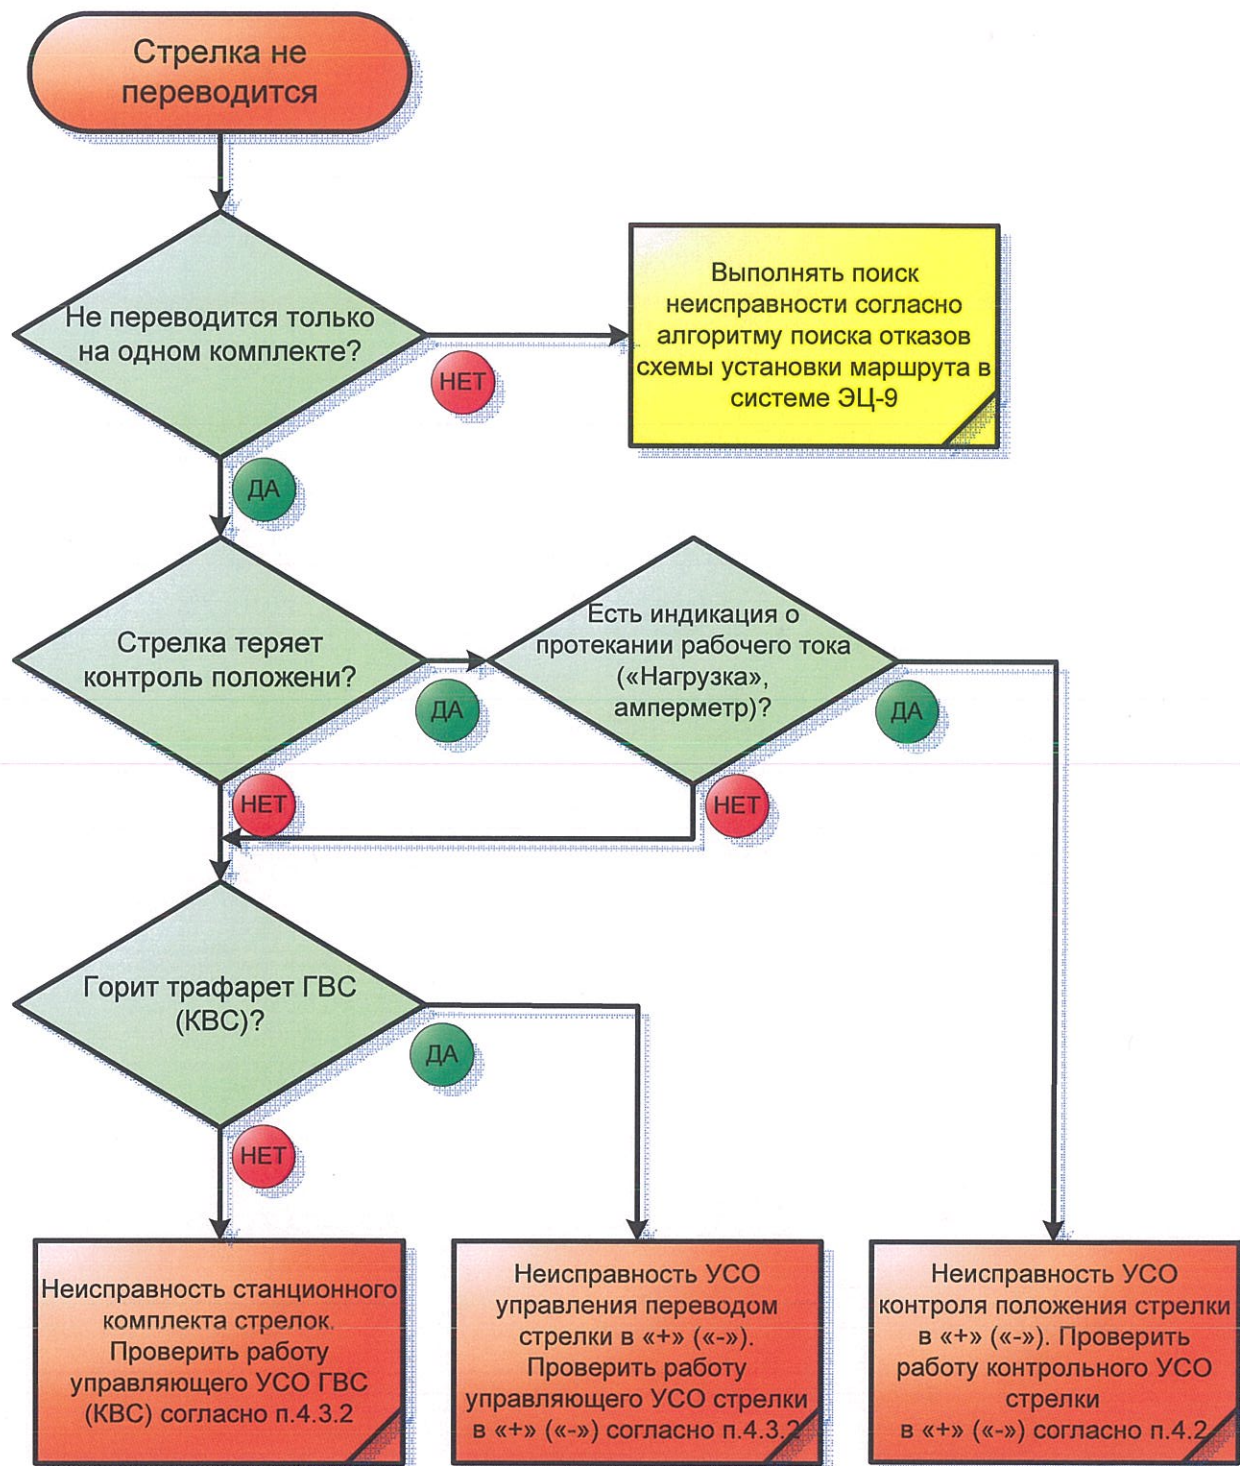 Стрелка не
переводится
Не переводится только
на одном комплекте?
НЕТ
Выполнять поиск
неисправности согласно
алгоритму поиска отказов
схемы установки маршрута в
системе ЭЦ-9
ДА
Стрелка теряет
контроль положени?
ДА
Есть индикация о
протекании рабочего тока
(«Нагрузка»,
амперметр)?
ДА
НЕТ
НЕТ
Горит трафарет ГВС
(КВС)?
ДА
НЕТ
Неисправность станционного
комплекта стрелок.
Проверить работу
управляющего УСО ГВС
(КВС) согласно п.4.3.2
Неисправность УСО
управления переводом
стрелки в «+» («-»).
Проверить работу
управляющего УСО стрелки
в «+» («-») согласно п.4.3.2
Неисправность УСО
контроля положения стрелки
в «+» («-»). Проверить
работу контрольного УСО
стрелки
в «+» («-») согласно п.4.2